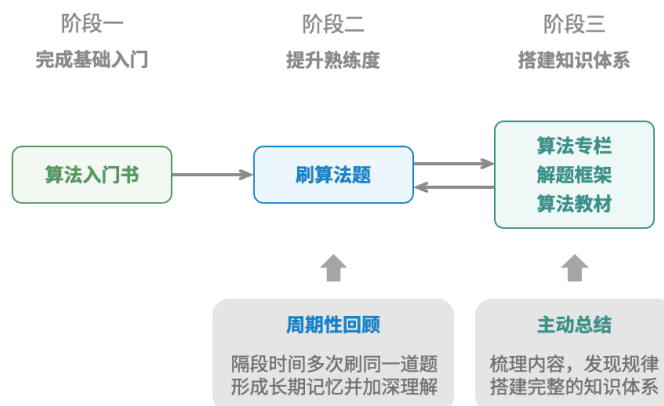 阶段一
完成基础入门
阶段二
提升熟练度
阶段三
搭建知识体系
算法入门书
刷算法题
算法专栏
解题框架
算法教材
周期性回顾
隔段时间多次刷同一道题
形成长期记忆并加深理解
主动总结
梳理内容，发现规律
搭建完整的知识体系